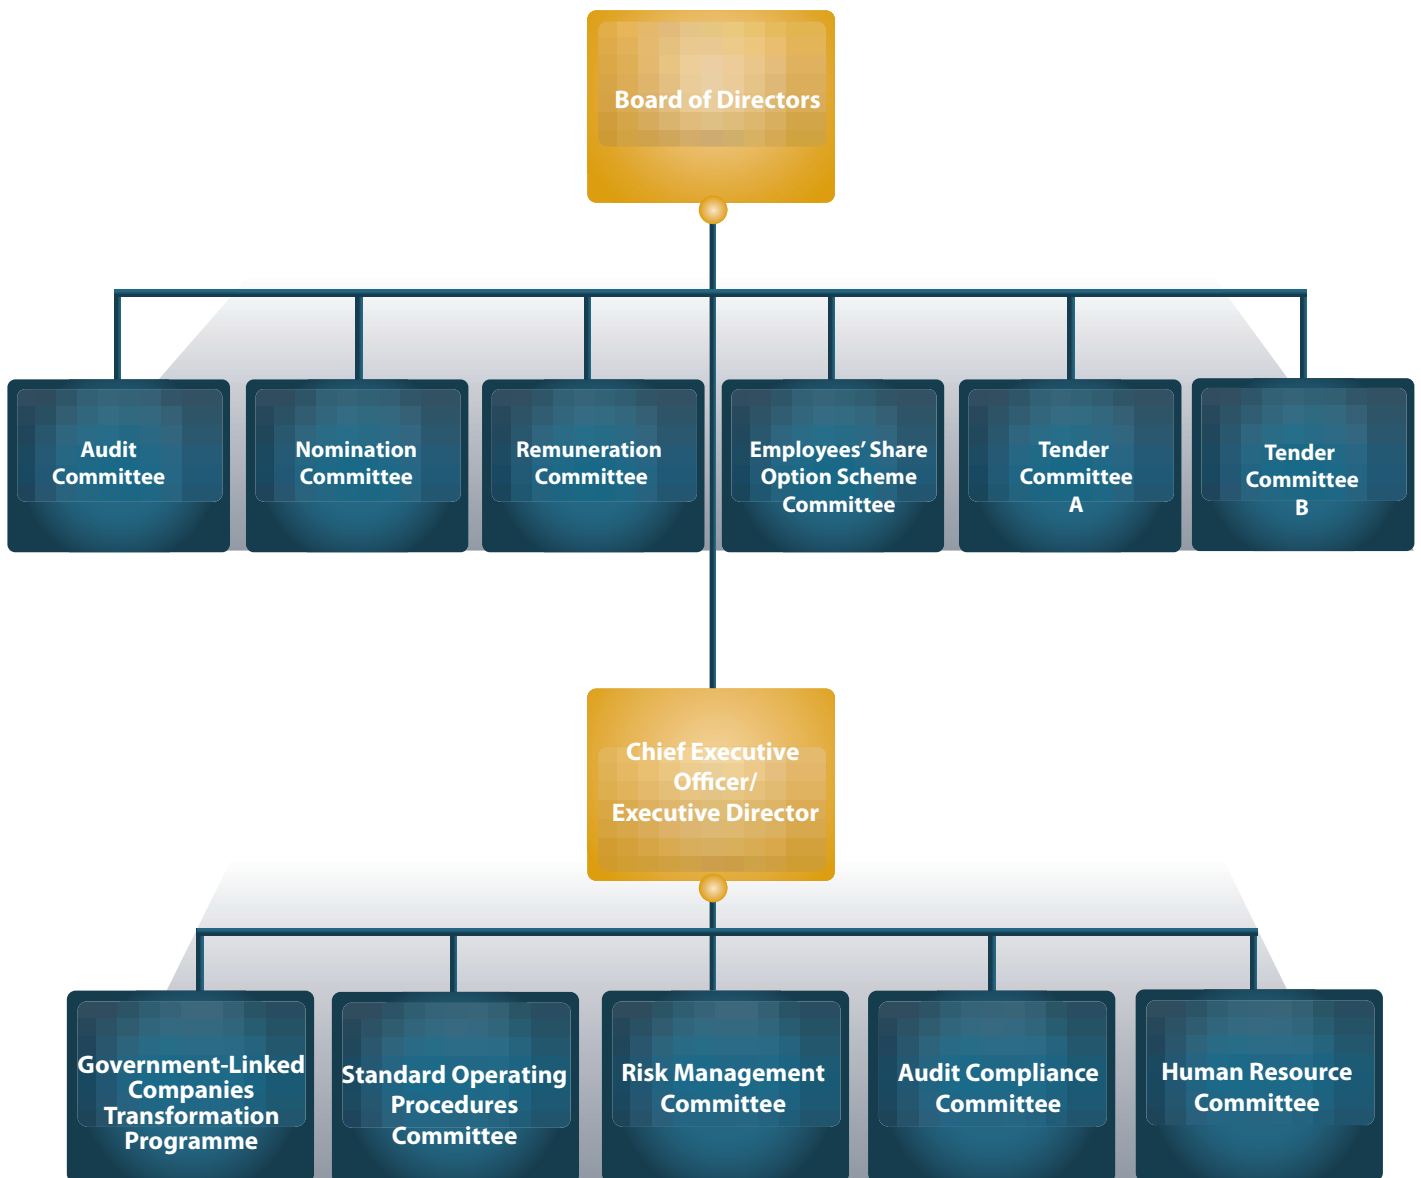 Board of Directors
Audit
Committee
Nomination
Committee
Remuneration
Committee
Employees’ Share
Option Scheme
Committee
Tender
Committee
A
Tender
Committee
B
Chief Executive
Officer/
Executive Director
Government-Linked
Companies
Transformation
Programme
Standard Operating
Procedures
Committee
Risk Management
Committee
Audit Compliance
Committee
Human Resource
Committee